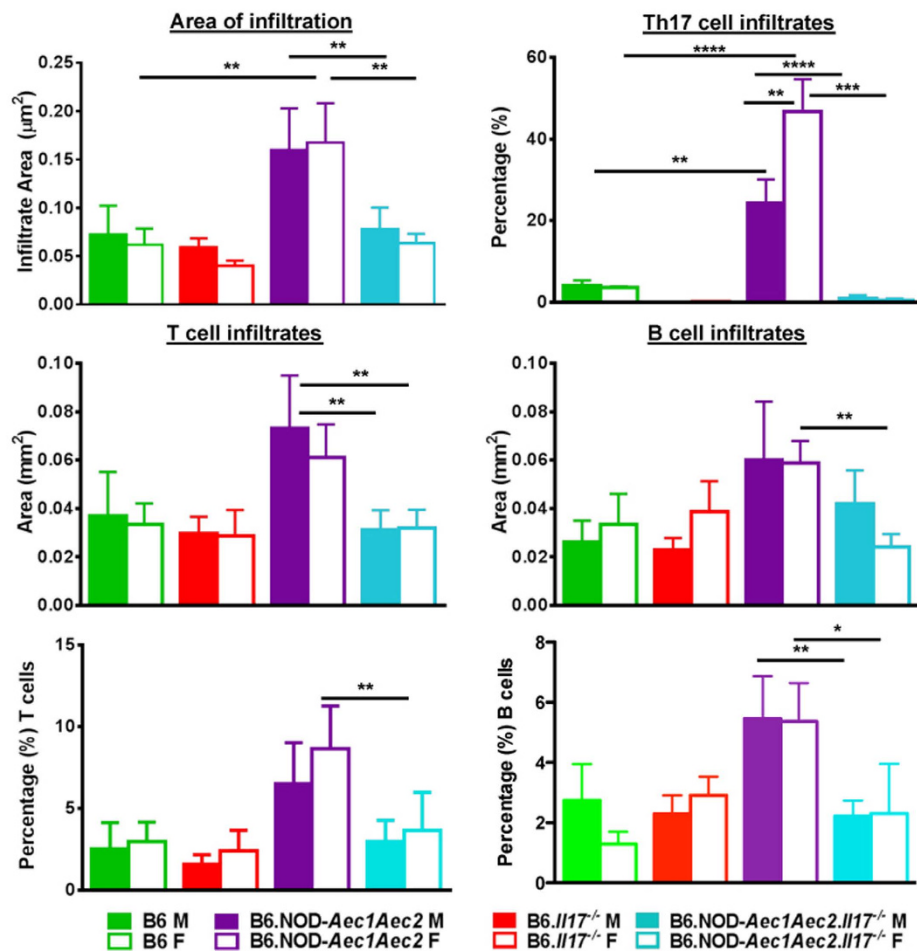 Area of infiltration
Infiltrate Area (μm²)
0.25
0.20
0.15
0.10
0.05
0.00
**
**
**
Th17 cell infiltrates
Percentage (%)
60
40
20
0
****
****
**
***
**
T cell infiltrates
Area (mm²)
0.10
0.08
0.06
0.04
0.02
0.00
**
**
B cell infiltrates
Area (mm²)
0.10
0.08
0.06
0.04
0.02
0.00
**
Percentage (%) T cells
15
10
5
0
**
Percentage (%) B cells
8
6
4
2
0
*
**
B6 M
B6 F
B6.NOD-Aec1Aec2 M
B6.NOD-Aec1Aec2 F
B6.Il17⁻/⁻ M
B6.Il17⁻/⁻ F
B6.NOD-Aec1Aec2.Il17⁻/⁻ M
B6.NOD-Aec1Aec2.Il17⁻/⁻ F